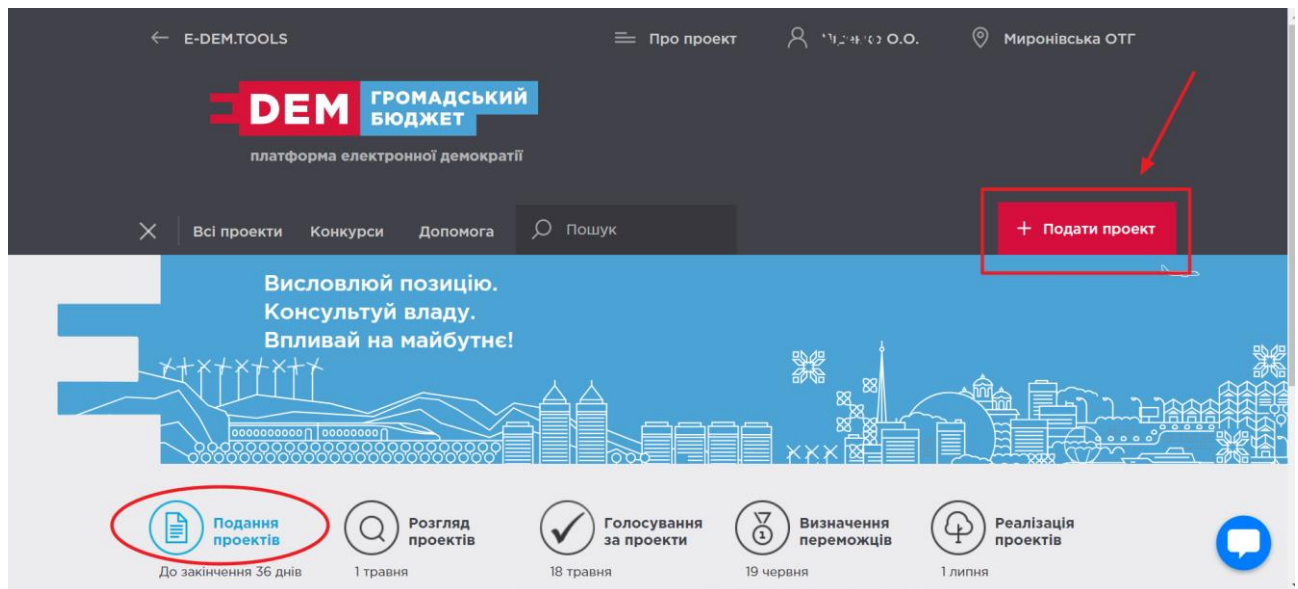 E-DEM.TOOLS
Про проект
О.О.
Миронівська ОТГ
DEM ГРОМАДСЬКИЙ
БЮДЖЕТ
платформа електронної демократії
Всі проекти
Конкурси
Допомога
Пошук
+ Подати проект
Висловлюй позицію.
Консультуй владу.
Впливай на майбутнє!
Подання
проектів
До закінчення 36 днів
Розгляд
проектів
1 травня
Голосування
за проекти
18 травня
1
Визначення
переможців
19 червня
Реалізація
проектів
1 липня